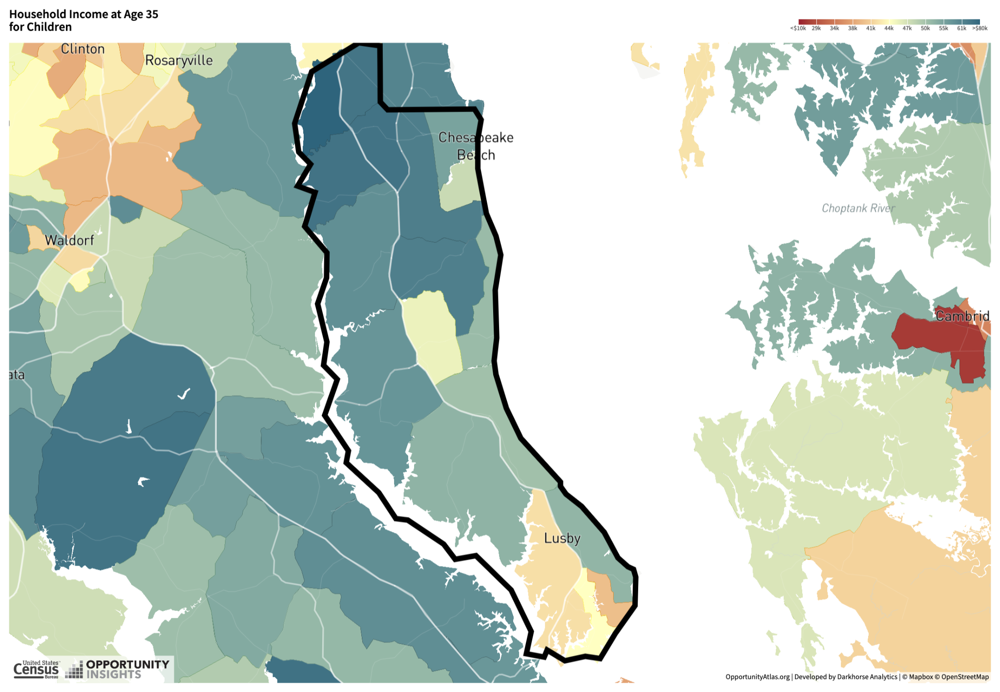 Household Income at Age 35
for Children
<$10k 29k 34k 38k 41k 44k 47k 50k 55k 61k >$80k
Clinton
Rosaryville
Chesapeake
Beach
Choptank River
Waldorf
Cambrid
ata
Lusby
United States™
Census
Bureau
OPPORTUNITY
INSIGHTS
OpportunityAtlas.org | Developed by Darkhorse Analytics | © Mapbox © OpenStreetMap